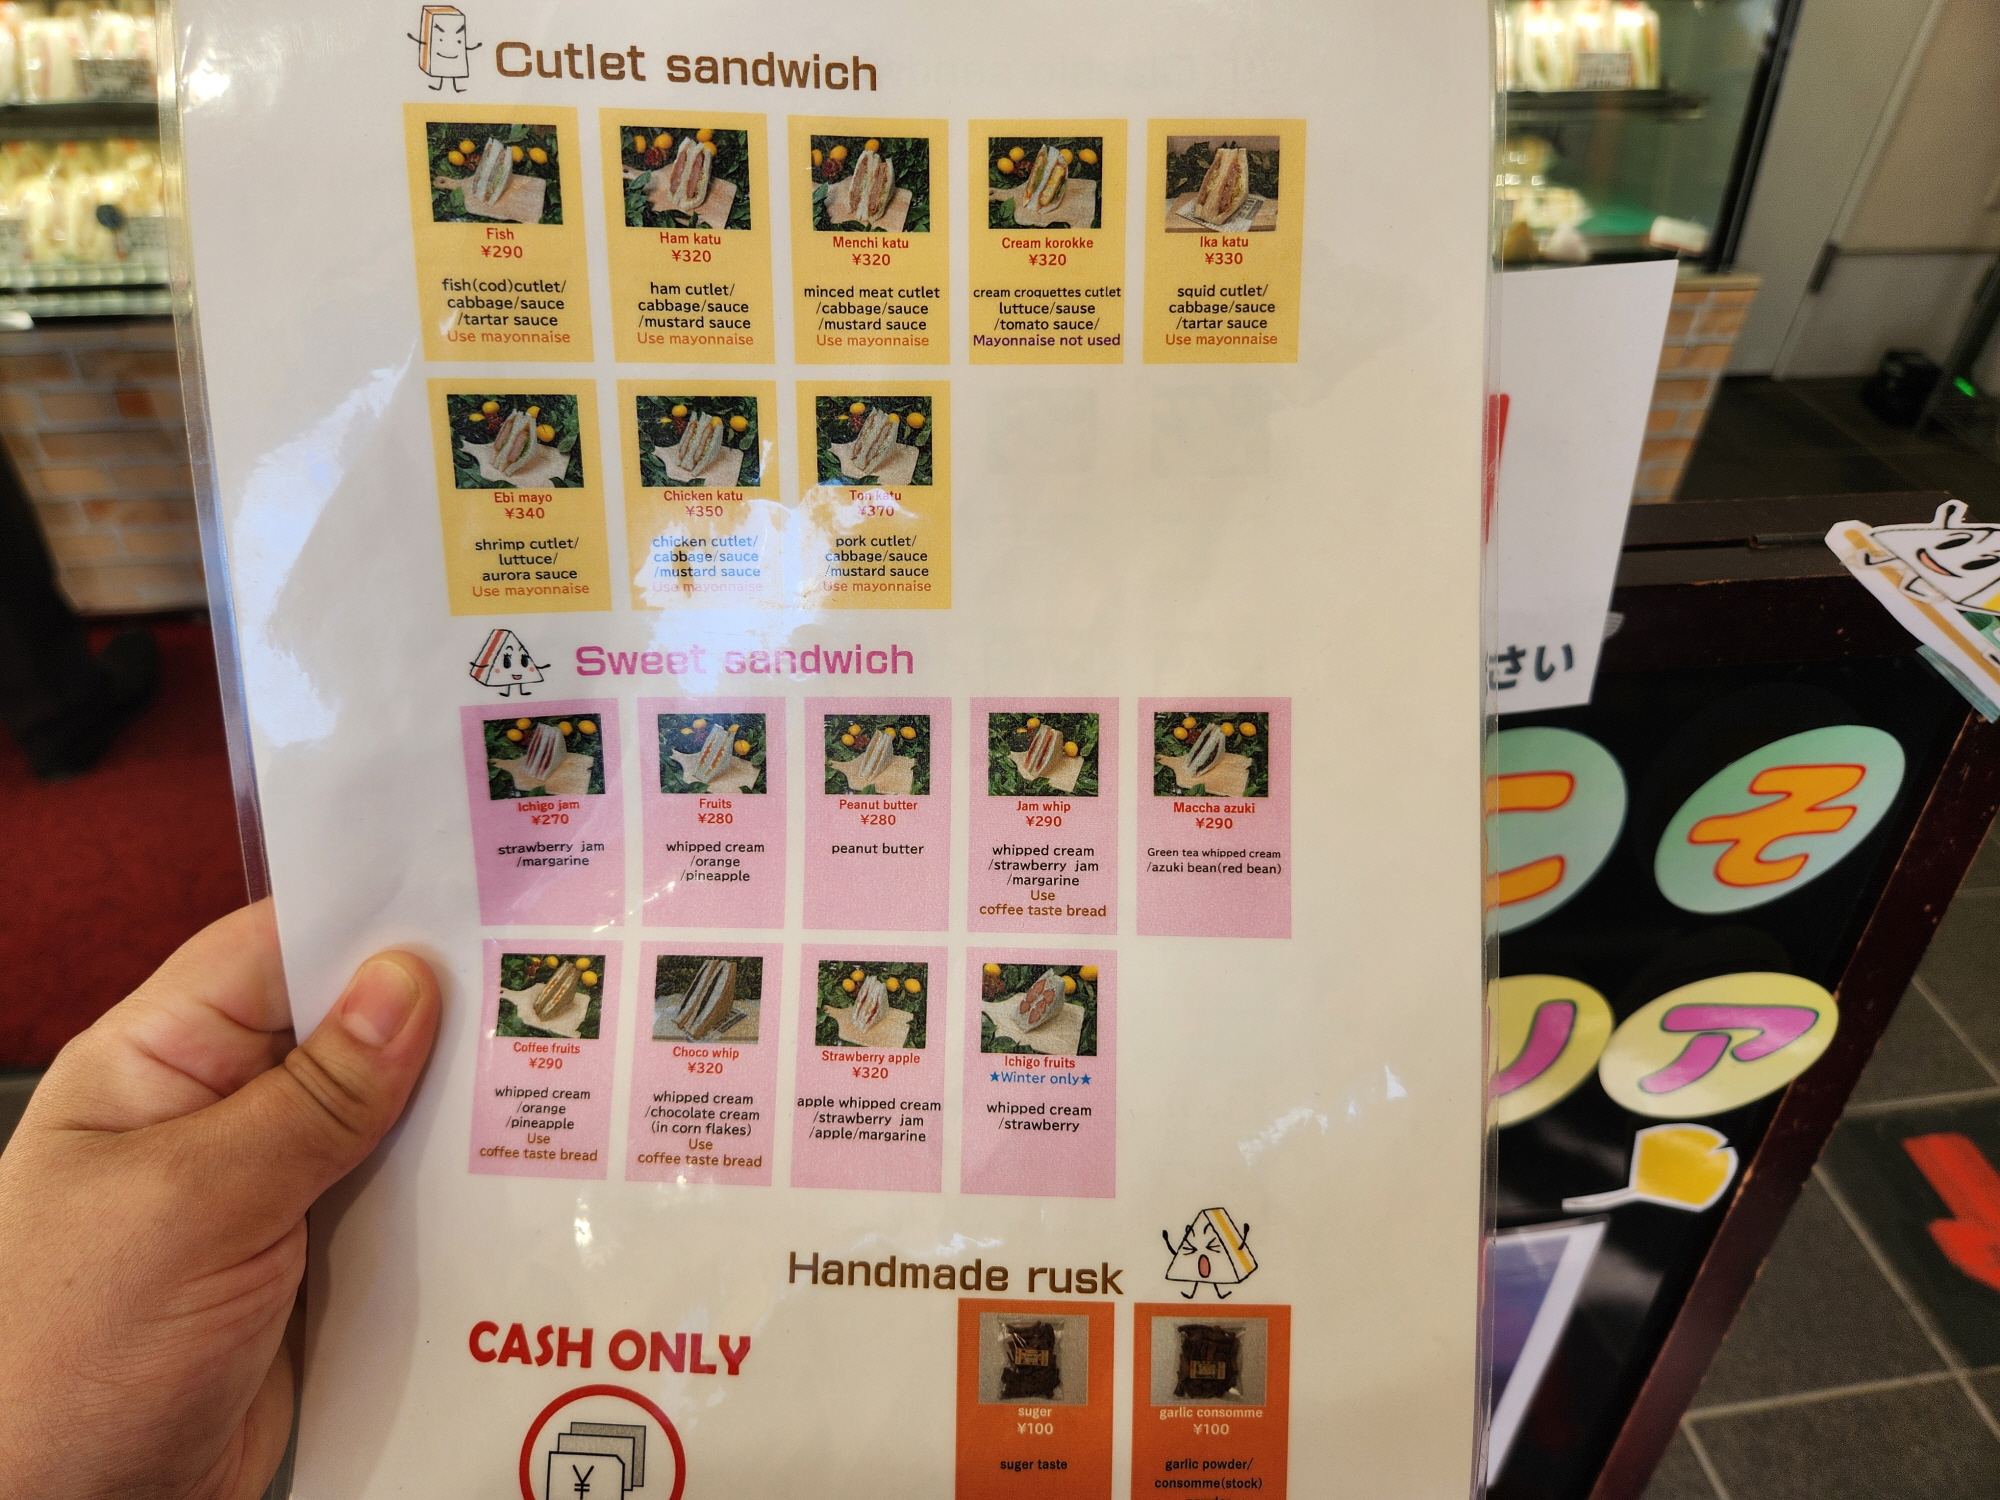 Cutlet sandwich
Fish
¥290
fish(cod)cutlet/
cabbage/sauce
/tartar sauce
Use mayonnaise
Ham katu
¥320
ham cutlet/
cabbage/sauce
/mustard sauce
Use mayonnaise
Menchi katu
¥320
minced meat cutlet
/cabbage/sauce
/mustard sauce
Use mayonnaise
Cream korokke
¥320
cream croquettes cutlet
luttuce/sause
/tomato sauce/
Mayonnaise not used
Ika katu
¥330
squid cutlet/
cabbage/sauce
/tartar sauce
Use mayonnaise
Ebi mayo
¥340
shrimp cutlet/
luttuce/
aurora sauce
Use mayonnaise
Chicken katu
¥350
chicken cutlet/
cabbage/sauce
/mustard sauce
Use mayonnaise
Ton katu
¥370
pork cutlet/
cabbage/sauce
/mustard sauce
Use mayonnaise
Sweet sandwich
Ichigo jam
¥270
strawberry jam
/margarine
Fruits
¥280
whipped cream
/orange
/pineapple
Peanut butter
¥280
peanut butter
Jam whip
¥290
whipped cream
/strawberry jam
/margarine
Use
coffee taste bread
Maccha azuki
¥290
Green tea whipped cream
/azuki bean(red bean)
Coffee fruits
¥290
whipped cream
/orange
/pineapple
Use
coffee taste bread
Choco whip
¥320
whipped cream
/chocolate cream
(in corn flakes)
Use
coffee taste bread
Strawberry apple
¥320
apple whipped cream
/strawberry jam
/apple/margarine
Ichigo fruits
★Winter only★
whipped cream
/strawberry
Handmade rusk
CASH ONLY
¥
suger
¥100
suger taste
garlic consomme
¥100
garlic powder/
consomme(stock)
さい
こそ
リア